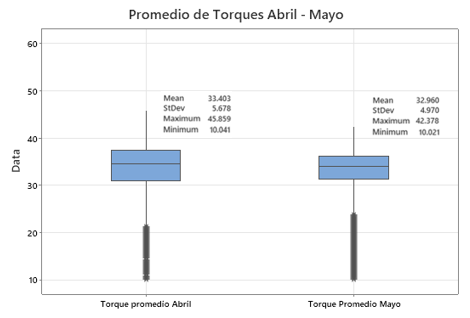 Promedio de Torques Abril - Mayo
60
50
40
30
20
10
Data
Mean 33.403
StDev 5.678
Maximum 45.859
Minimum 10.041
Mean 32.960
StDev 4.970
Maximum 42.378
Minimum 10.021
Torque promedio Abril
Torque Promedio Mayo